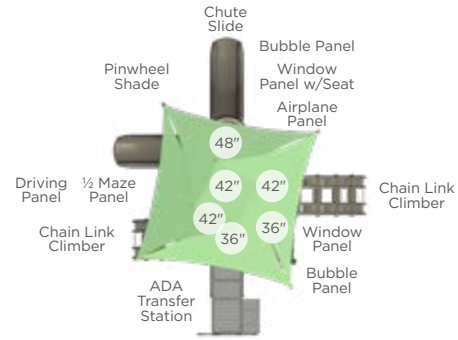 Chute
Slide
Bubble Panel
Pinwheel
Shade
Window
Panel w/Seat
Airplane
Panel
48"
42"
42"
Driving
Panel
½ Maze
Panel
Chain Link
Climber
42"
36"
36"
Chain Link
Climber
Window
Panel
Bubble
Panel
ADA
Transfer
Station